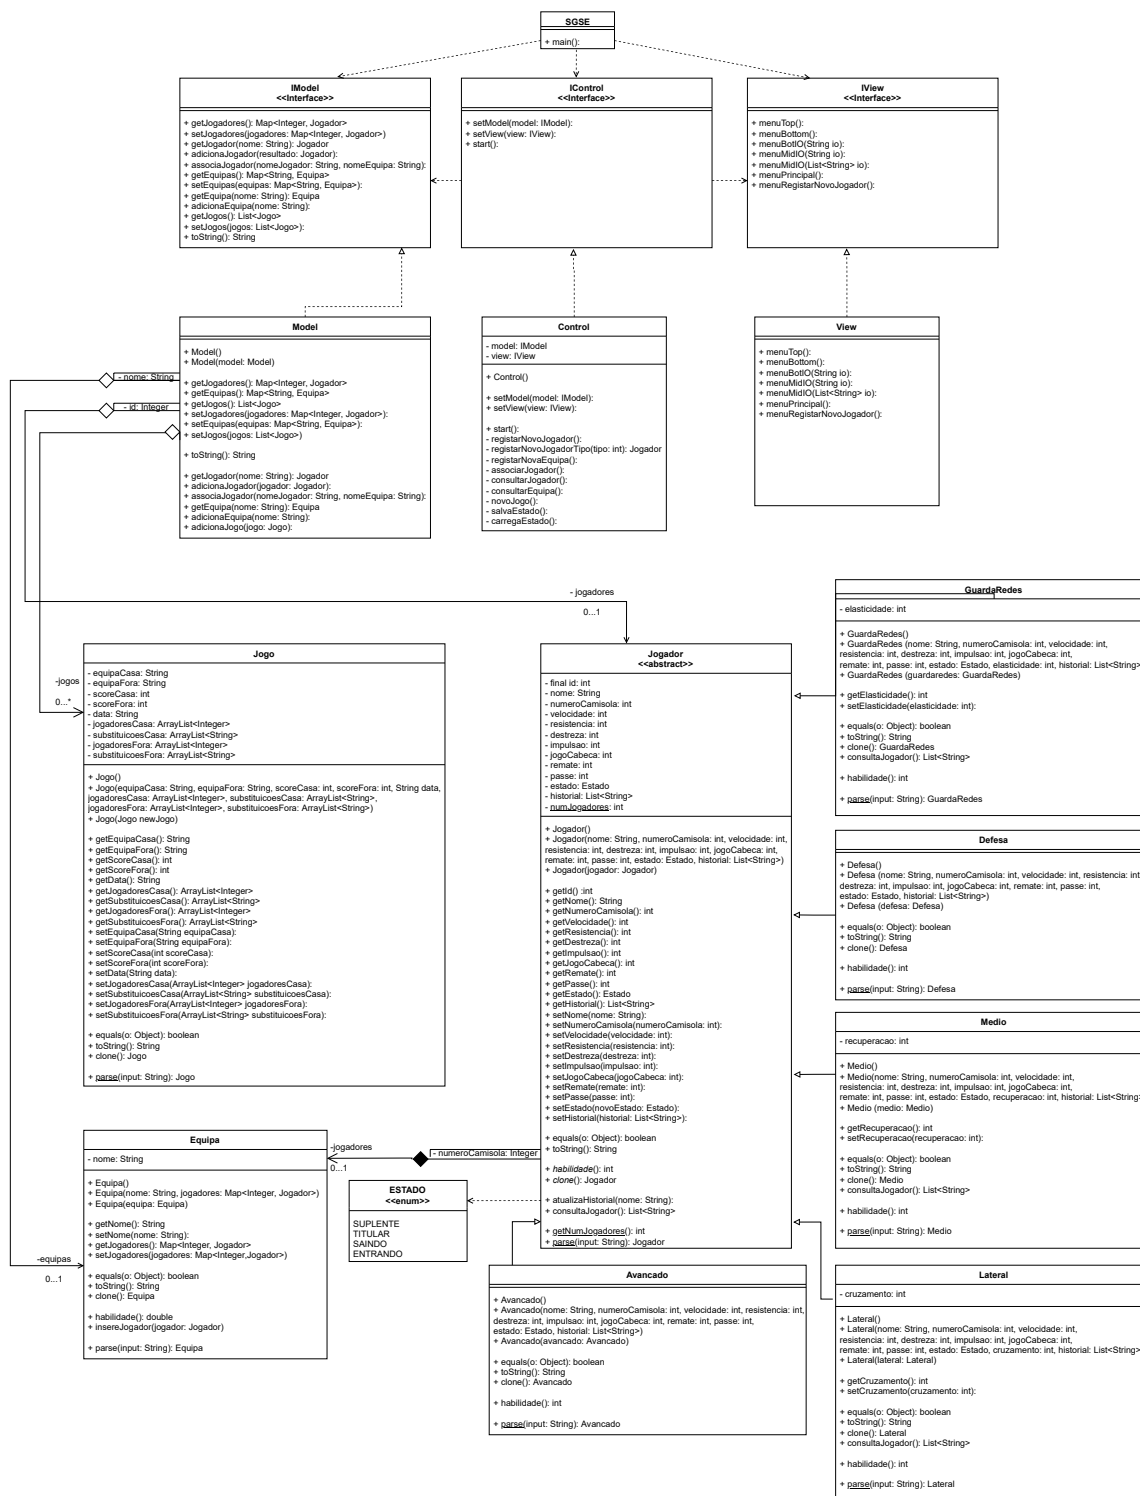 SGSE
+ main():
IModel
<<Interface>>
+ getJogadores(): Map<Integer, Jogador>
+ setJogadores(jogadores: Map<Integer, Jogador>)
+ getJogador(nome: String): Jogador
+ adicionaJogador(resultado: Jogador):
+ associaJogador(nomeJogador: String, nomeEquipa: String):
+ getEquipas(): Map<String, Equipa>
+ setEquipas(equipas: Map<String, Equipa>):
+ getEquipa(nome: String): Equipa
+ adicionaEquipa(nome: String):
+ getJogos(): List<Jogo>
+ setJogos(jogos: List<Jogo>):
+ toString(): String
IControl
<<Interface>>
+ setModel(model: IModel):
+ setView(view: IView):
+ start():
IView
<<Interface>>
+ menuTop():
+ menuBottom():
+ menuBotIO(String io):
+ menuMidIO(String io):
+ menuMidIO(List<String> io):
+ menuPrincipal():
+ menuRegistarNovoJogador():
Model
+ Model()
+ Model(model: Model)
+ getJogadores(): Map<Integer, Jogador>
+ getEquipas(): Map<String, Equipa>
+ getJogos(): List<Jogo>
+ setJogadores(jogadores: Map<Integer, Jogador>):
+ setEquipas(equipas: Map<String, Equipa>):
+ setJogos(jogos: List<Jogo>)
+ toString(): String
+ getJogador(nome: String): Jogador
+ adicionaJogador(jogador: Jogador):
+ associaJogador(nomeJogador: String, nomeEquipa: String):
+ getEquipa(nome: String): Equipa
+ adicionaEquipa(nome: String):
+ adicionaJogo(jogo: Jogo):
- nome: String
- id: Integer
Control
- model: IModel
- view: IView
+ Control()
+ setModel(model: IModel):
+ setView(view: IView):
+ start():
- registarNovoJogador():
- registarNovoJogadorTipo(tipo: int): Jogador
- registarNovaEquipa():
- associarJogador():
- consultarJogador():
- consultarEquipa():
- novoJogo():
- salvaEstado():
- carregaEstado():
View
+ menuTop():
+ menuBottom():
+ menuBotIO(String io):
+ menuMidIO(String io):
+ menuMidIO(List<String> io):
+ menuPrincipal():
+ menuRegistarNovoJogador():
- jogadores
0...1
-jogos
0...*
Jogo
- equipaCasa: String
- equipaFora: String
- scoreCasa: int
- scoreFora: int
- data: String
- jogadoresCasa: ArrayList<Integer>
- substituicoesCasa: ArrayList<String>
- jogadoresFora: ArrayList<Integer>
- substituicoesFora: ArrayList<String>
+ Jogo()
+ Jogo(equipaCasa: String, equipaFora: String, scoreCasa: int, scoreFora: int, String data,
jogadoresCasa: ArrayList<Integer>, substituicoesCasa: ArrayList<String>,
jogadoresFora: ArrayList<Integer>, substituicoesFora: ArrayList<String>)
+ Jogo(Jogo newJogo)
+ getEquipaCasa(): String
+ getEquipaFora(): String
+ getScoreCasa(): int
+ getScoreFora(): int
+ getData(): String
+ getJogadoresCasa(): ArrayList<Integer>
+ getSubstituicoesCasa(): ArrayList<String>
+ getJogadoresFora(): ArrayList<Integer>
+ getSubstituicoesFora(): ArrayList<String>
+ setEquipaCasa(String equipaCasa):
+ setEquipaFora(String equipaFora):
+ setScoreCasa(int scoreCasa):
+ setScoreFora(int scoreFora):
+ setData(String data):
+ setJogadoresCasa(ArrayList<Integer> jogadoresCasa):
+ setSubstituicoesCasa(ArrayList<String> substituicoesCasa):
+ setJogadoresFora(ArrayList<Integer> jogadoresFora):
+ setSubstituicoesFora(ArrayList<String> substituicoesFora):
+ equals(o: Object): boolean
+ toString(): String
+ clone(): Jogo
+ parse(input: String): Jogo
Jogador
<<abstract>>
- final id: int
- nome: String
- numeroCamisola: int
- velocidade: int
- resistencia: int
- destreza: int
- impulsao: int
- jogoCabeca: int
- remate: int
- passe: int
- estado: Estado
- historial: List<String>
- numJogadores: int
+ Jogador()
+ Jogador(nome: String, numeroCamisola: int, velocidade: int,
resistencia: int, destreza: int, impulsao: int, jogoCabeca: int,
remate: int, passe: int, estado: Estado, historial: List<String>)
+ Jogador(jogador: Jogador)
+ getId() :int
+ getNome(): String
+ getNumeroCamisola(): int
+ getVelocidade(): int
+ getResistencia(): int
+ getDestreza(): int
+ getImpulsao(): int
+ getJogoCabeca(): int
+ getRemate(): int
+ getPasse(): int
+ getEstado(): Estado
+ getHistorial(): List<String>
+ setNome(nome: String):
+ setNumeroCamisola(numeroCamisola: int):
+ setVelocidade(velocidade: int):
+ setResistencia(resistencia: int):
+ setDestreza(destreza: int):
+ setImpulsao(impulsao: int):
+ setJogoCabeca(jogoCabeca: int):
+ setRemate(remate: int):
+ setPasse(passe: int):
+ setEstado(novoEstado: Estado):
+ setHistorial(historial: List<String>):
+ equals(o: Object): boolean
+ toString(): String
+ habilidade(): int
+ clone(): Jogador
+ atualizaHistorial(nome: String):
+ consultaJogador(): List<String>
+ getNumJogadores(): int
+ parse(input: String): Jogador
GuardaRedes
- elasticidade: int
+ GuardaRedes()
+ GuardaRedes (nome: String, numeroCamisola: int, velocidade: int,
resistencia: int, destreza: int, impulsao: int, jogoCabeca: int,
remate: int, passe: int, estado: Estado, elasticidade: int, historial: List<String>
+ GuardaRedes (guardaredes: GuardaRedes)
+ getElasticidade(): int
+ setElasticidade(elasticidade: int):
+ equals(o: Object): boolean
+ toString(): String
+ clone(): GuardaRedes
+ consultaJogador(): List<String>
+ habilidade(): int
+ parse(input: String): GuardaRedes
Defesa
+ Defesa()
+ Defesa (nome: String, numeroCamisola: int, velocidade: int, resistencia: int
destreza: int, impulsao: int, jogoCabeca: int, remate: int, passe: int,
estado: Estado, historial: List<String>)
+ Defesa (defesa: Defesa)
+ equals(o: Object): boolean
+ toString(): String
+ clone(): Defesa
+ habilidade(): int
+ parse(input: String): Defesa
Medio
- recuperacao: int
+ Medio()
+ Medio(nome: String, numeroCamisola: int, velocidade: int,
resistencia: int, destreza: int, impulsao: int, jogoCabeca: int,
remate: int, passe: int, estado: Estado, recuperacao: int, historial: List<String>
+ Medio (medio: Medio)
+ getRecuperacao(): int
+ setRecuperacao(recuperacao: int):
+ equals(o: Object): boolean
+ toString(): String
+ clone(): Medio
+ consultaJogador(): List<String>
+ habilidade(): int
+ parse(input: String): Medio
Equipa
- nome: String
+ Equipa()
+ Equipa(nome: String, jogadores: Map<Integer, Jogador>)
+ Equipa(equipa: Equipa)
+ getNome(): String
+ setNome(nome: String):
+ getJogadores(): Map<Integer, Jogador>
+ setJogadores(jogadores: Map<Integer,Jogador>)
+ equals(o: Object): boolean
+ toString(): String
+ clone(): Equipa
+ habilidade(): double
+ insereJogador(jogador: Jogador)
+ parse(input: String): Equipa
-equipas
0...1
-jogadores
0...1
- numeroCamisola: Integer
ESTADO
<<enum>>
SUPLENTE
TITULAR
SAINDO
ENTRANDO
Avancado
+ Avancado()
+ Avancado(nome: String, numeroCamisola: int, velocidade: int, resistencia: int,
destreza: int, impulsao: int, jogoCabeca: int, remate: int, passe: int,
estado: Estado, historial: List<String>)
+ Avancado(avancado: Avancado)
+ equals(o: Object): boolean
+ toString(): String
+ clone(): Avancado
+ habilidade(): int
+ parse(input: String): Avancado
Lateral
- cruzamento: int
+ Lateral()
+ Lateral(nome: String, numeroCamisola: int, velocidade: int,
resistencia: int, destreza: int, impulsao: int, jogoCabeca: int,
remate: int, passe: int, estado: Estado, cruzamento: int, historial: List<String>
+ Lateral(lateral: Lateral)
+ getCruzamento(): int
+ setCruzamento(cruzamento: int):
+ equals(o: Object): boolean
+ toString(): String
+ clone(): Lateral
+ consultaJogador(): List<String>
+ habilidade(): int
+ parse(input: String): Lateral